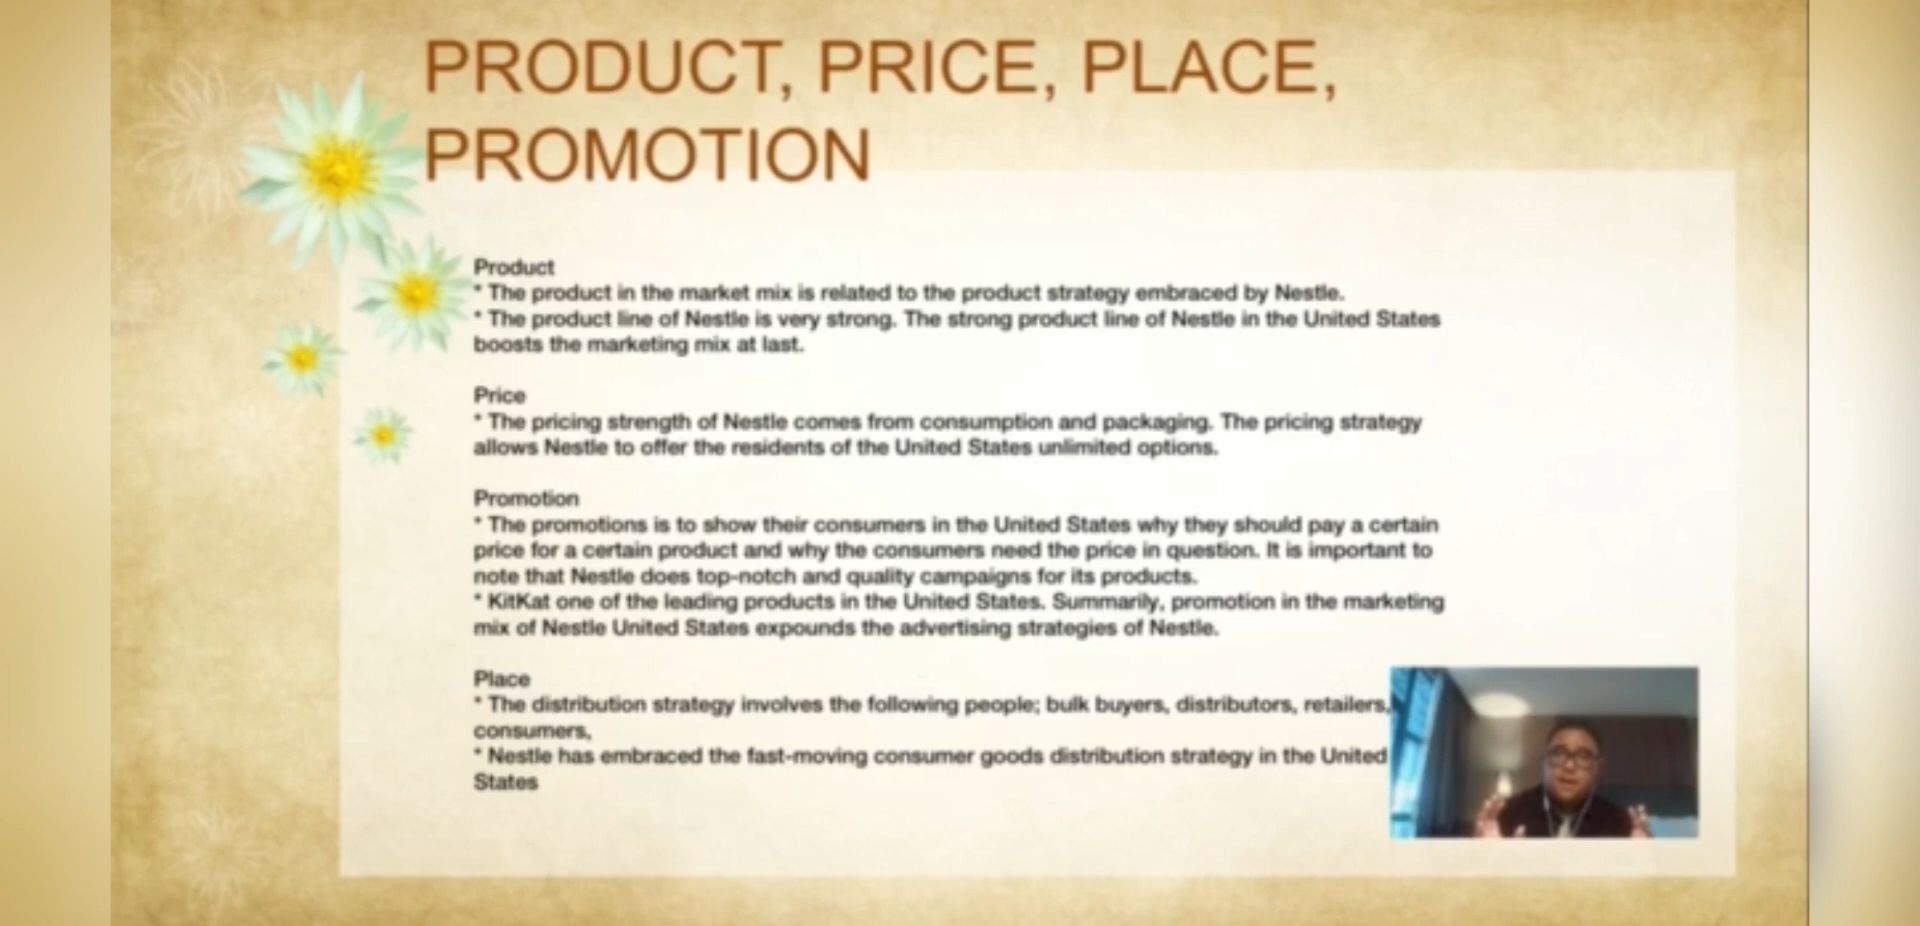 PRODUCT, PRICE, PLACE,
PROMOTION
Product
* The product in the market mix is related to the product strategy embraced by Nestle.
* The product line of Nestle is very strong. The strong product line of Nestle in the United States
boosts the marketing mix at last.
Price
* The pricing strength of Nestle comes from consumption and packaging. The pricing strategy
allows Nestle to offer the residents of the United States unlimited options.
Promotion
* The promotions is to show their consumers in the United States why they should pay a certain
price for a certain product and why the consumers need the price in question. It is important to
note that Nestle does top-notch and quality campaigns for its products.
* KitKat one of the leading products in the United States. Summarily, promotion in the marketing
mix of Nestle United States expounds the advertising strategies of Nestle.
Place
* The distribution strategy involves the following people; bulk buyers, distributors, retailers,
consumers,
* Nestle has embraced the fast-moving consumer goods distribution strategy in the United
States